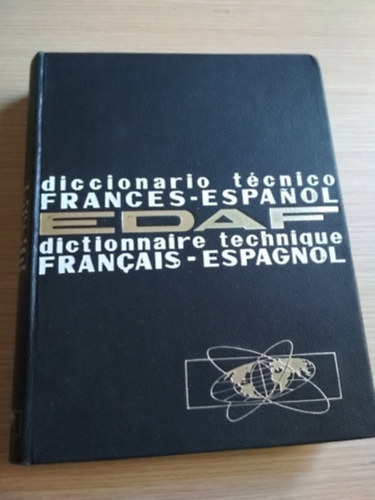 diccionario técnico
FRANCES-ESPAÑOL
EDAF
dictionnaire technique
FRANÇAIS-ESPAGNOL